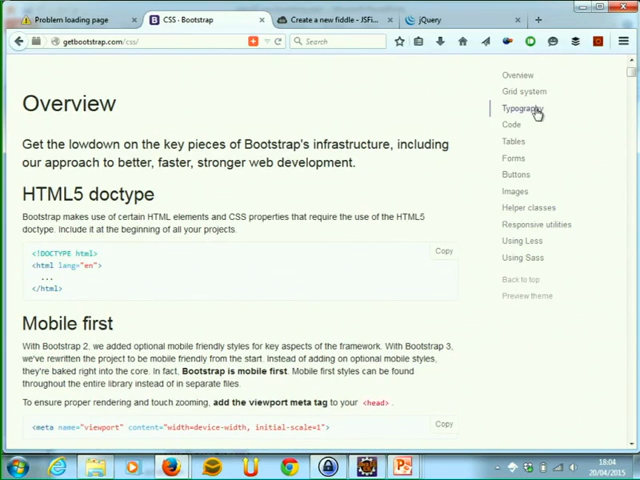 Problem loading page
CSS · Bootstrap
Create a new fiddle - JSFi
jQuery
getbootstrap.com/css/
Search
Overview
Get the lowdown on the key pieces of Bootstrap's infrastructure, including
our approach to better, faster, stronger web development.
HTML5 doctype
Bootstrap makes use of certain HTML elements and CSS properties that require the use of the HTML5
doctype. Include it at the beginning of all your projects.
Copy
<!DOCTYPE html>
<html lang="en">
...
</html>
Mobile first
With Bootstrap 2, we added optional mobile friendly styles for key aspects of the framework. With Bootstrap 3,
we've rewritten the project to be mobile friendly from the start. Instead of adding on optional mobile styles,
they're baked right into the core. In fact, Bootstrap is mobile first. Mobile first styles can be found
throughout the entire library instead of in separate files.
To ensure proper rendering and touch zooming, add the viewport meta tag to your <head>.
Copy
<meta name="viewport" content="width=device-width, initial-scale=1">
Overview
Grid system
Typography
Code
Tables
Forms
Buttons
Images
Helper classes
Responsive utilities
Using Less
Using Sass
Back to top
Preview theme
18:04
20/04/2015